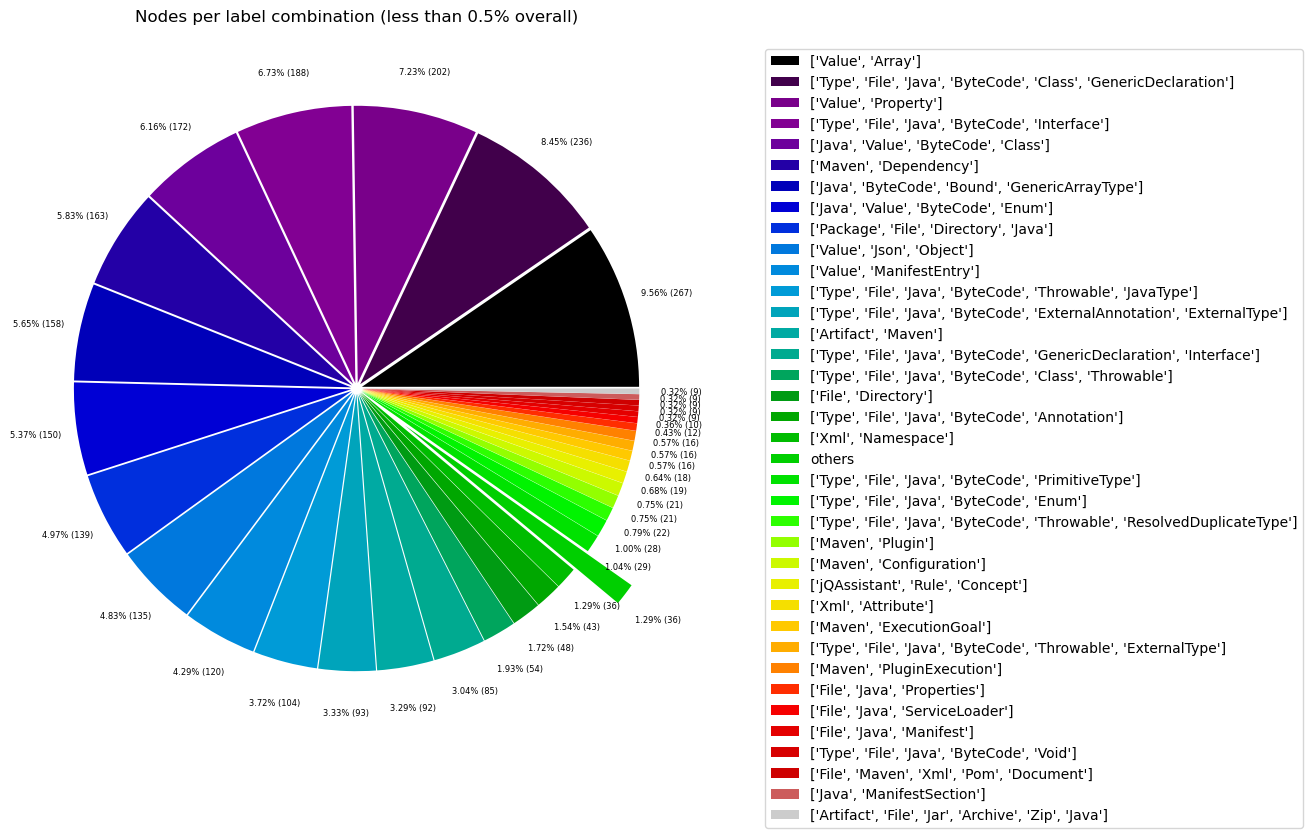 Nodes per label combination (less than 0.5% overall)
9.56% (267)
8.45% (236)
7.23% (202)
6.73% (188)
6.16% (172)
5.83% (163)
5.65% (158)
5.37% (150)
4.97% (139)
4.83% (135)
4.29% (120)
3.72% (104)
3.33% (93)
3.29% (92)
3.04% (85)
1.93% (54)
1.72% (48)
1.54% (43)
1.29% (36)
1.29% (36)
1.04% (29)
1.00% (28)
0.79% (22)
0.75% (21)
0.75% (21)
0.68% (19)
0.64% (18)
0.57% (16)
0.57% (16)
0.57% (16)
0.43% (12)
0.36% (10)
0.32% (9)
0.32% (9)
0.32% (9)
0.32% (9)
0.32% (9)
['Value', 'Array']
['Type', 'File', 'Java', 'ByteCode', 'Class', 'GenericDeclaration']
['Value', 'Property']
['Type', 'File', 'Java', 'ByteCode', 'Interface']
['Java', 'Value', 'ByteCode', 'Class']
['Maven', 'Dependency']
['Java', 'ByteCode', 'Bound', 'GenericArrayType']
['Java', 'Value', 'ByteCode', 'Enum']
['Package', 'File', 'Directory', 'Java']
['Value', 'Json', 'Object']
['Value', 'ManifestEntry']
['Type', 'File', 'Java', 'ByteCode', 'Throwable', 'JavaType']
['Type', 'File', 'Java', 'ByteCode', 'ExternalAnnotation', 'ExternalType']
['Artifact', 'Maven']
['Type', 'File', 'Java', 'ByteCode', 'GenericDeclaration', 'Interface']
['Type', 'File', 'Java', 'ByteCode', 'Class', 'Throwable']
['File', 'Directory']
['Type', 'File', 'Java', 'ByteCode', 'Annotation']
['Xml', 'Namespace']
others
['Type', 'File', 'Java', 'ByteCode', 'PrimitiveType']
['Type', 'File', 'Java', 'ByteCode', 'Enum']
['Type', 'File', 'Java', 'ByteCode', 'Throwable', 'ResolvedDuplicateType']
['Maven', 'Plugin']
['Maven', 'Configuration']
['jQAssistant', 'Rule', 'Concept']
['Xml', 'Attribute']
['Maven', 'ExecutionGoal']
['Type', 'File', 'Java', 'ByteCode', 'Throwable', 'ExternalType']
['Maven', 'PluginExecution']
['File', 'Java', 'Properties']
['File', 'Java', 'ServiceLoader']
['File', 'Java', 'Manifest']
['Type', 'File', 'Java', 'ByteCode', 'Void']
['File', 'Maven', 'Xml', 'Pom', 'Document']
['Java', 'ManifestSection']
['Artifact', 'File', 'Jar', 'Archive', 'Zip', 'Java']